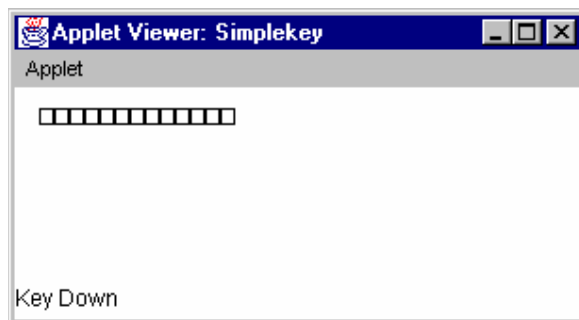 Applet Viewer: Simplekey
Applet
□□□□□□□□□□□□□
Key Down